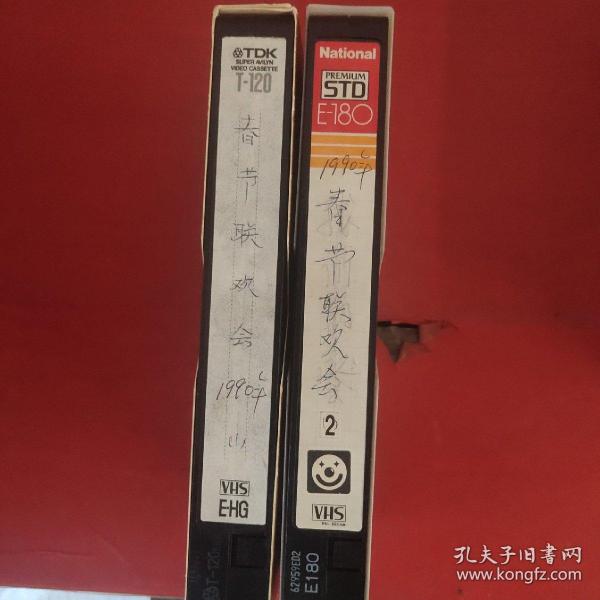 TDK
SUPER AVILYN
VIDEO CASSETTE
T-120
春节联欢会
1990年
VHS
E-HG
T-120
National
PREMIUM
STD
E-180
1990年
春节联欢会
2
VHS
62959ED2
E180
孔夫子旧书网
www.kongfz.com